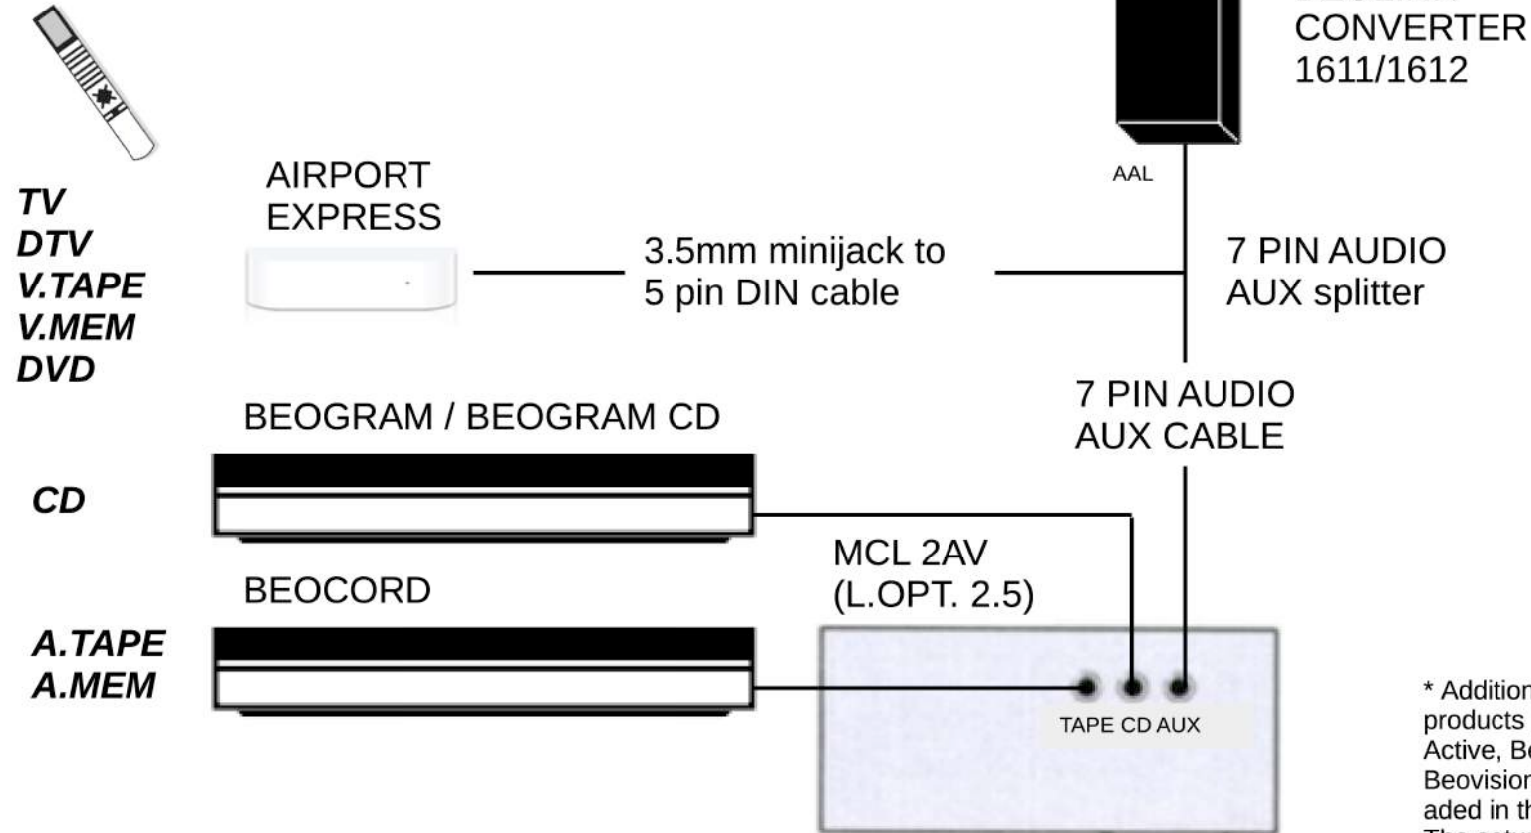 CONVERTER
1611/1612
AAL
AIRPORT
EXPRESS
TV
DTV
V.TAPE
V.MEM
DVD
3.5mm minijack to
5 pin DIN cable
7 PIN AUDIO
AUX splitter
7 PIN AUDIO
AUX CABLE
BEOGRAM / BEOGRAM CD
CD
MCL 2AV
(L.OPT. 2.5)
BEOCORD
A.TAPE
A.MEM
TAPE CD AUX
* Addition
products
Active, Be
Beovision
aded in th